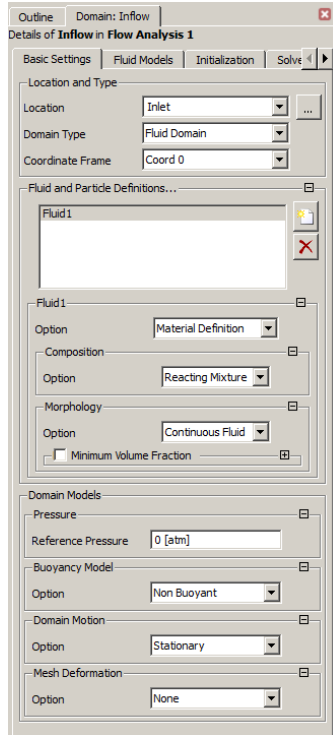 Outline Domain: Inflow
Details of Inflow in Flow Analysis 1
Basic Settings Fluid Models Initialization Solve
Location and Type
Location Inlet ...
Domain Type Fluid Domain
Coordinate Frame Coord 0
Fluid and Particle Definitions...
Fluid1
Fluid1
Option Material Definition
Composition
Option Reacting Mixture
Morphology
Option Continuous Fluid
Minimum Volume Fraction
Domain Models
Pressure
Reference Pressure 0 [atm]
Buoyancy Model
Option Non Buoyant
Domain Motion
Option Stationary
Mesh Deformation
Option None